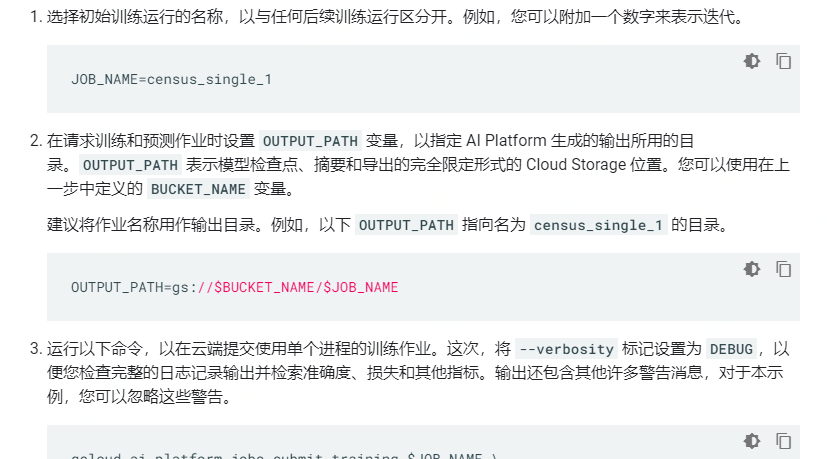 1. 选择初始训练运行的名称，以与任何后续训练运行区分开。例如，您可以附加一个数字来表示迭代。
JOB_NAME=census_single_1
2. 在请求训练和预测作业时设置 OUTPUT_PATH 变量，以指定 AI Platform 生成的输出所用的目
录。OUTPUT_PATH 表示模型检查点、摘要和导出的完全限定形式的 Cloud Storage 位置。您可以使用在上
一步中定义的 BUCKET_NAME 变量。
建议将作业名称用作输出目录。例如，以下 OUTPUT_PATH 指向名为 census_single_1 的目录。
OUTPUT_PATH=gs://$BUCKET_NAME/$JOB_NAME
3. 运行以下命令，以在云端提交使用单个进程的训练作业。这次，将 --verbosity 标记设置为 DEBUG，以
便您检查完整的日志记录输出并检索准确度、损失和其他指标。输出还包含其他许多警告消息，对于本示
例，您可以忽略这些警告。
gcloud ai-platform jobs submit training $JOB_NAME \